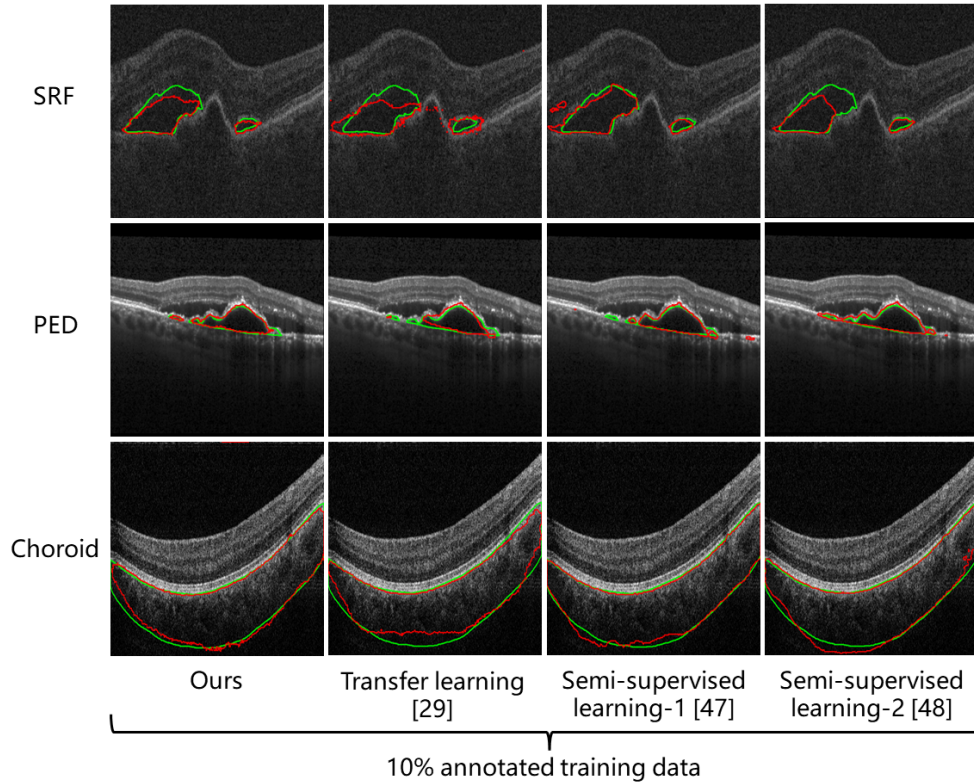 SRF
PED
Choroid
Ours
Transfer learning
[29]
Semi-supervised
learning-1 [47]
Semi-supervised
learning-2 [48]
10% annotated training data